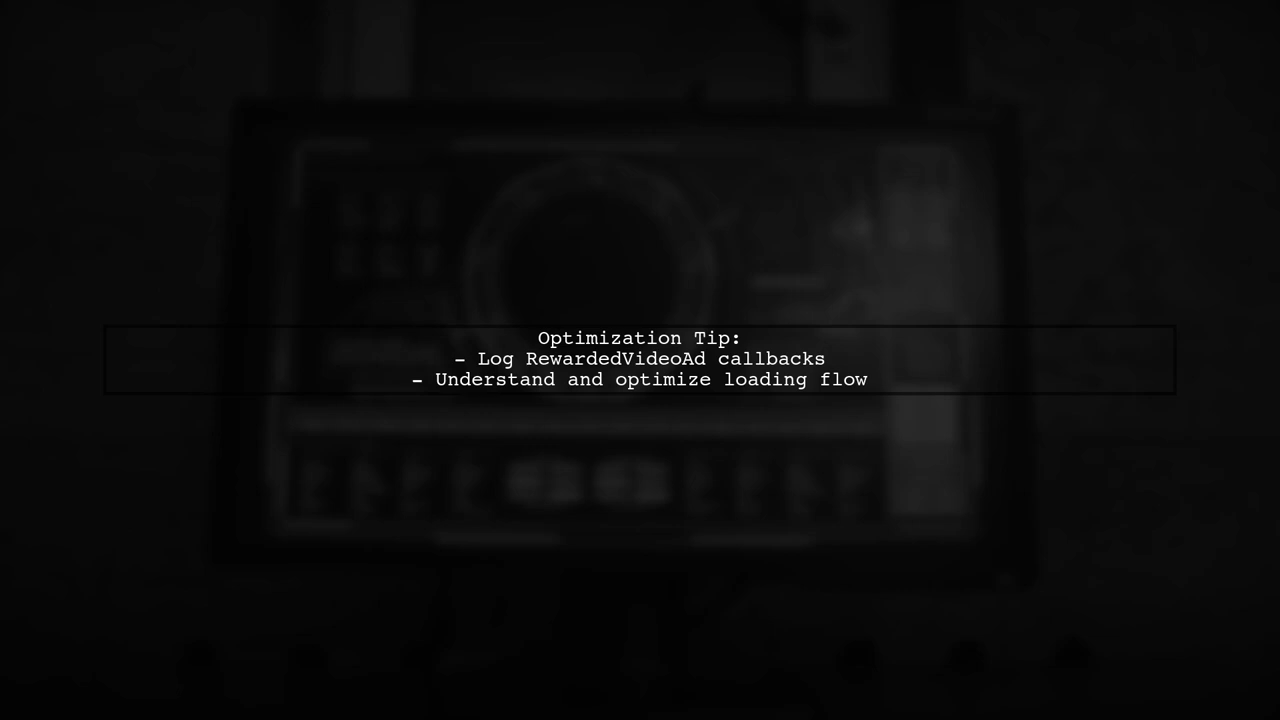 Optimization Tip:
– Log RewardedVideoAd callbacks
– Understand and optimize loading flow